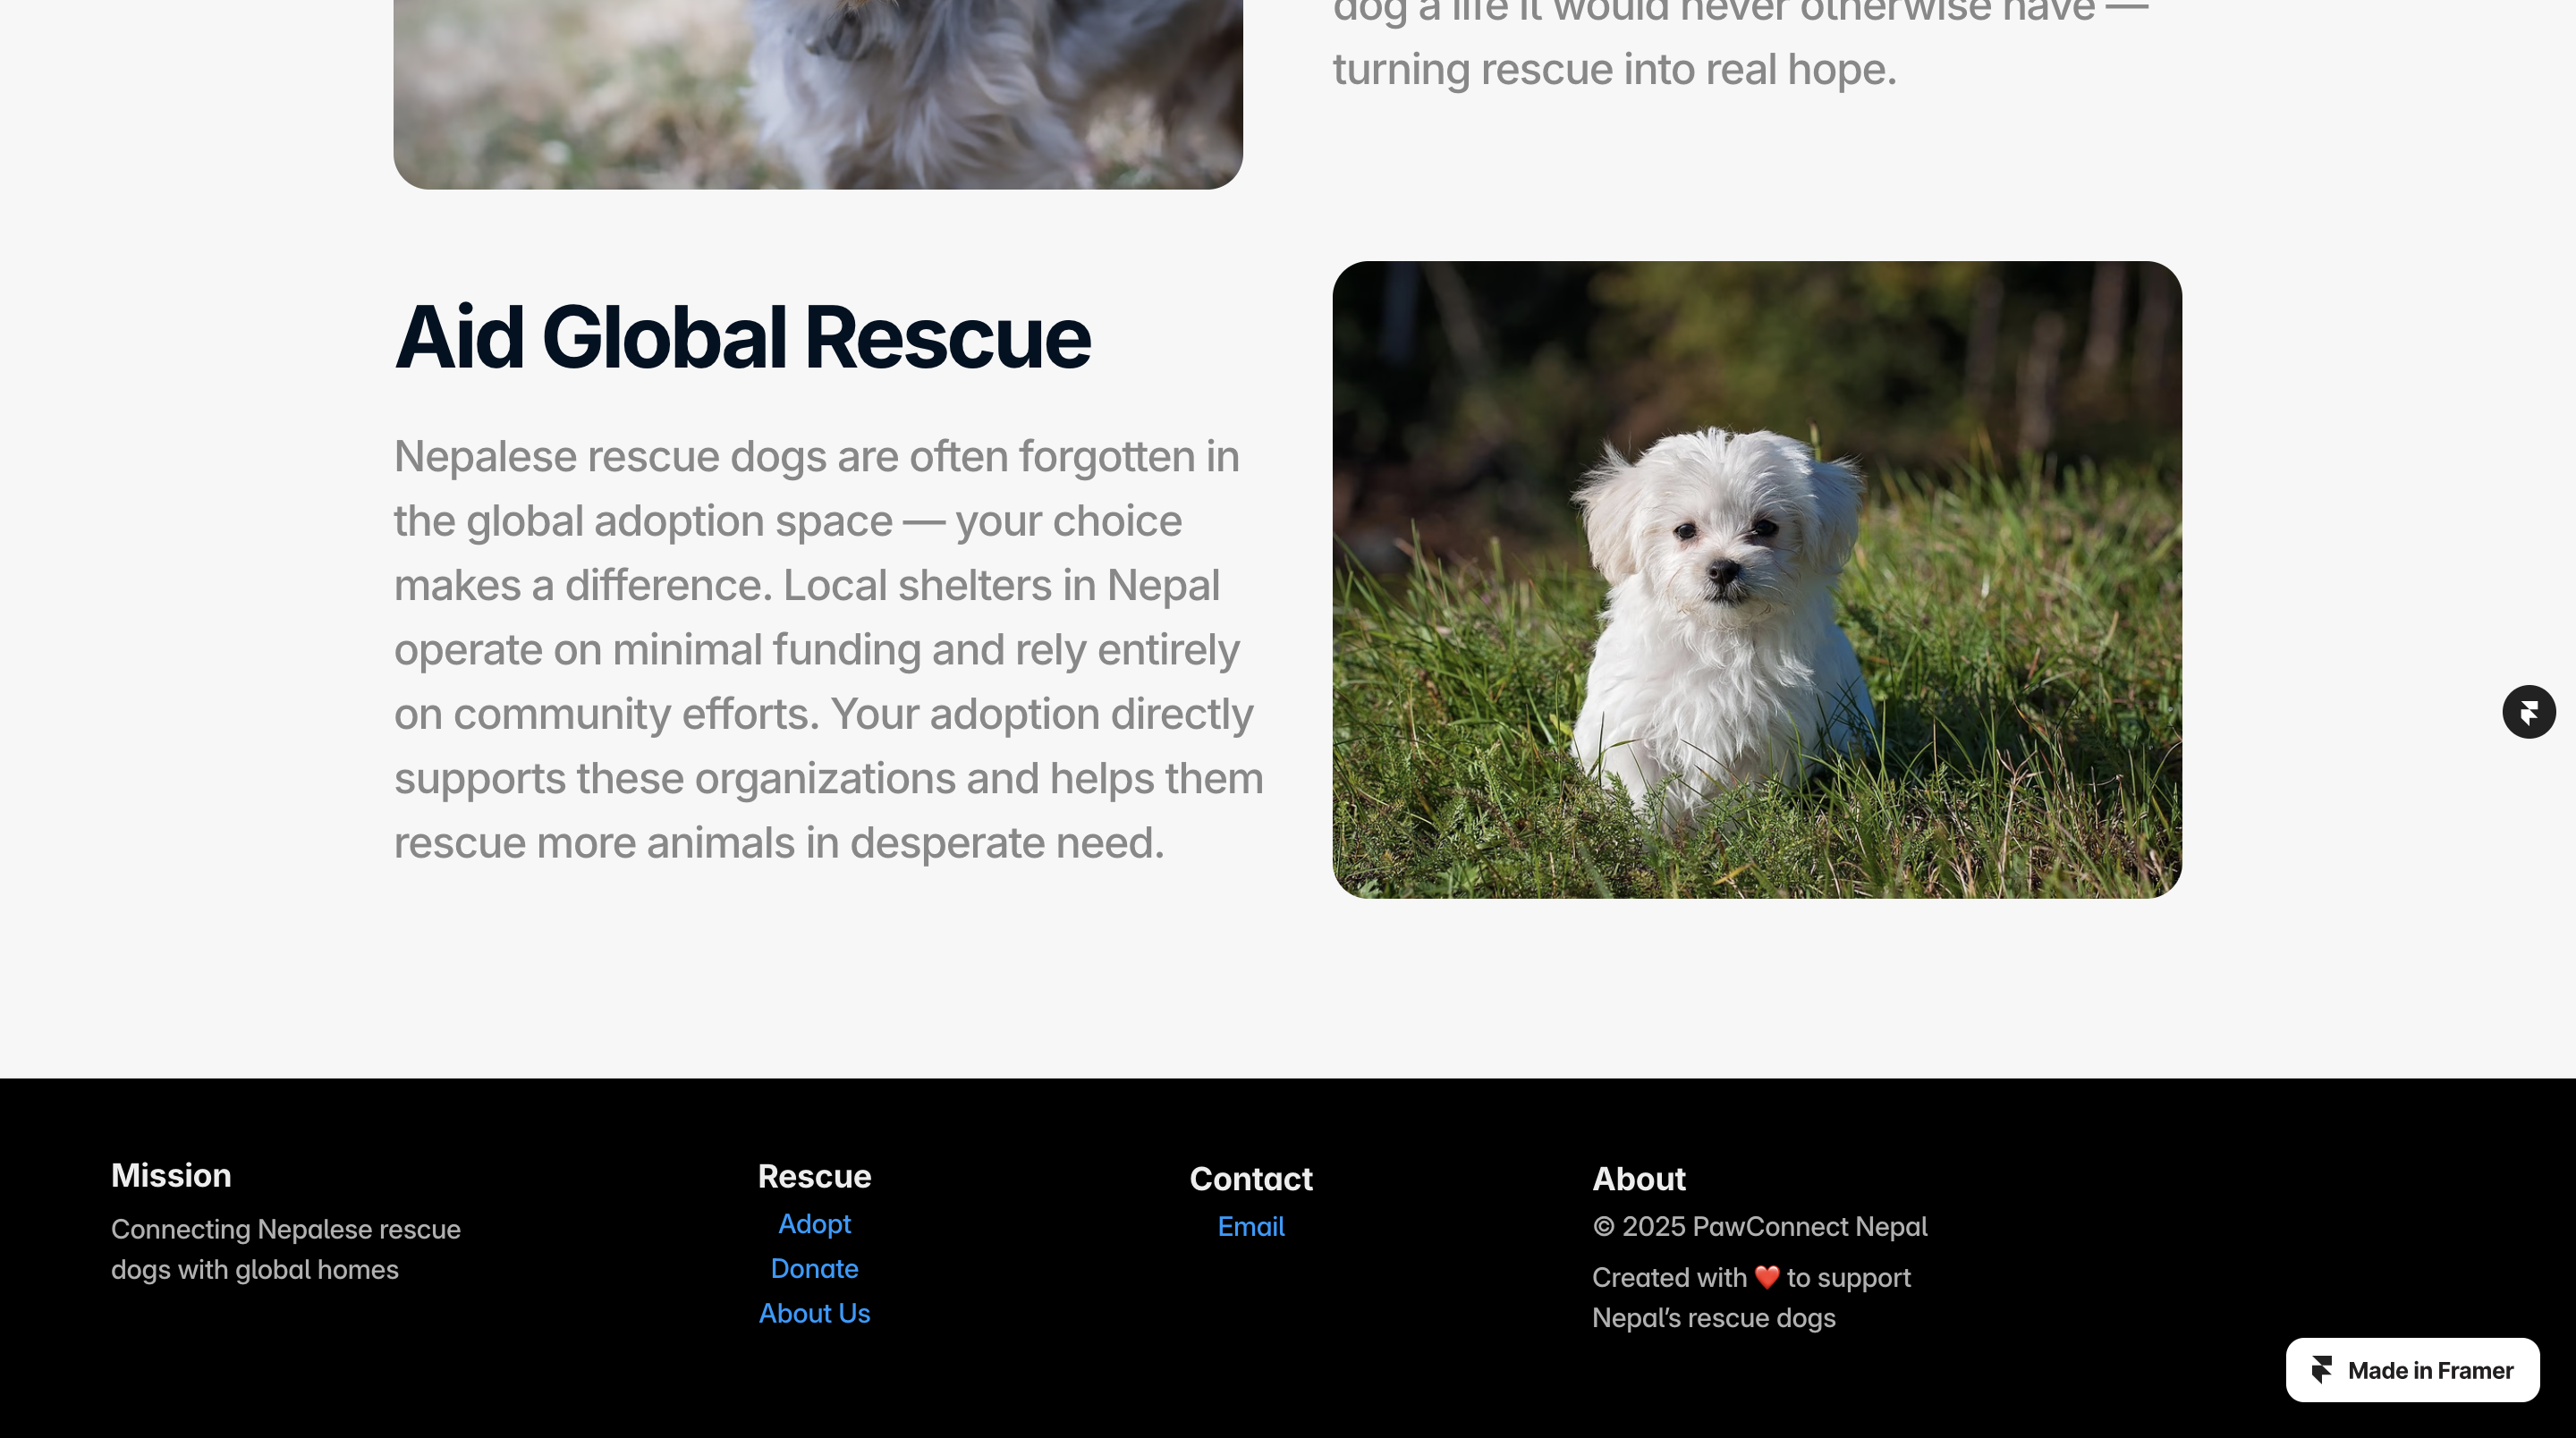 dog a life it would never otherwise have —
turning rescue into real hope.
Aid Global Rescue
Nepalese rescue dogs are often forgotten in
the global adoption space — your choice
makes a difference. Local shelters in Nepal
operate on minimal funding and rely entirely
on community efforts. Your adoption directly
supports these organizations and helps them
rescue more animals in desperate need.
Mission
Connecting Nepalese rescue
dogs with global homes
Rescue
Adopt
Donate
About Us
Contact
Email
About
© 2025 PawConnect Nepal
Created with ❤️ to support
Nepal’s rescue dogs
Made in Framer